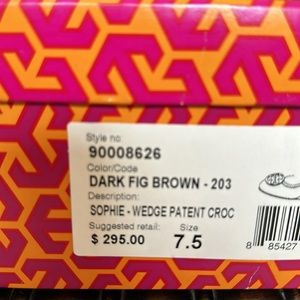 Style no:
90008626
Color/Code
DARK FIG BROWN - 203
Description:
SOPHIE - WEDGE PATENT CROC
Suggested retail: Size
$ 295.00 7.5
8 85427